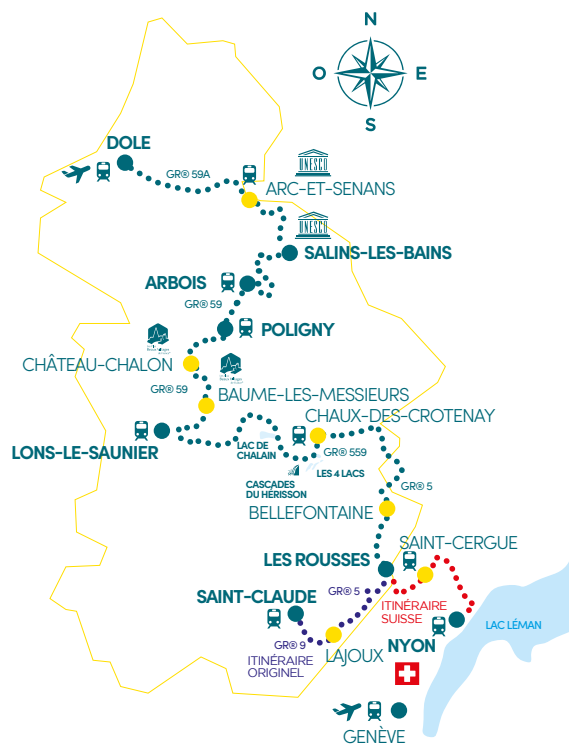 N
O
E
S
DOLE
GR® 59A
UNESCO
ARC-ET-SENANS
UNESCO
SALINS-LES-BAINS
ARBOIS
GR® 59
POLIGNY
CHÂTEAU-CHALON
GR® 59
BAUME-LES-MESSIEURS
CHAUX-DES-CROTENAY
LONS-LE-SAUNIER
LAC DE
CHALAIN
GR® 559
LES 4 LACS
CASCADES
DU HÉRISSON
GR® 5
BELLEFONTAINE
SAINT-CERGUE
LES ROUSSES
GR® 5
SAINT-CLAUDE
ITINÉRAIRE
SUISSE
LAC LÉMAN
GR® 9
LAJOUX
NYON
ITINÉRAIRE
ORIGINEL
GENÈVE